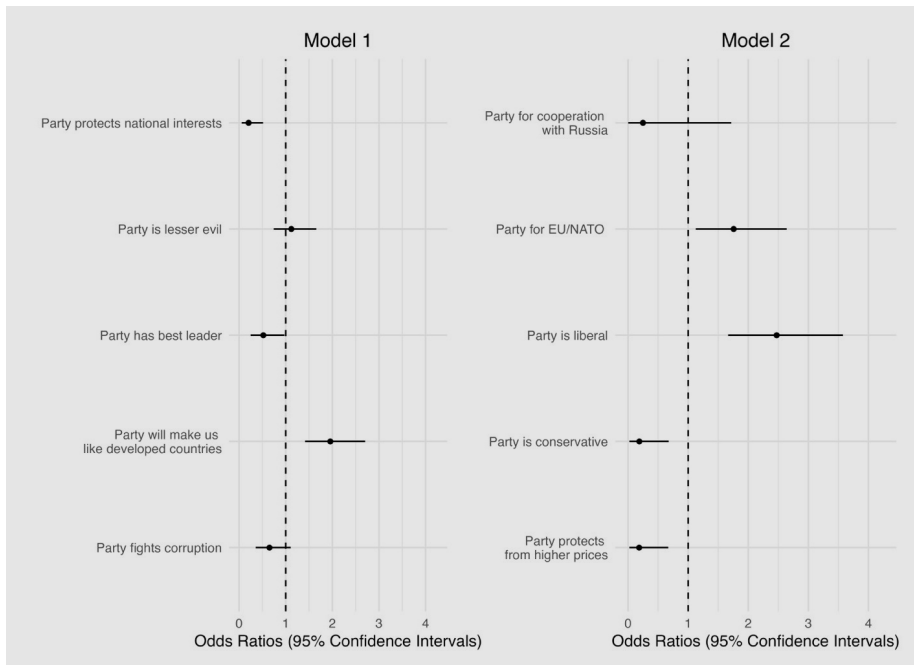 Model 1
Party protects national interests
Party is lesser evil
Party has best leader
Party will make us
like developed countries
Party fights corruption
0 1 2 3 4
Odds Ratios (95% Confidence Intervals)
Model 2
Party for cooperation
with Russia
Party for EU/NATO
Party is liberal
Party is conservative
Party protects
from higher prices
0 1 2 3 4
Odds Ratios (95% Confidence Intervals)